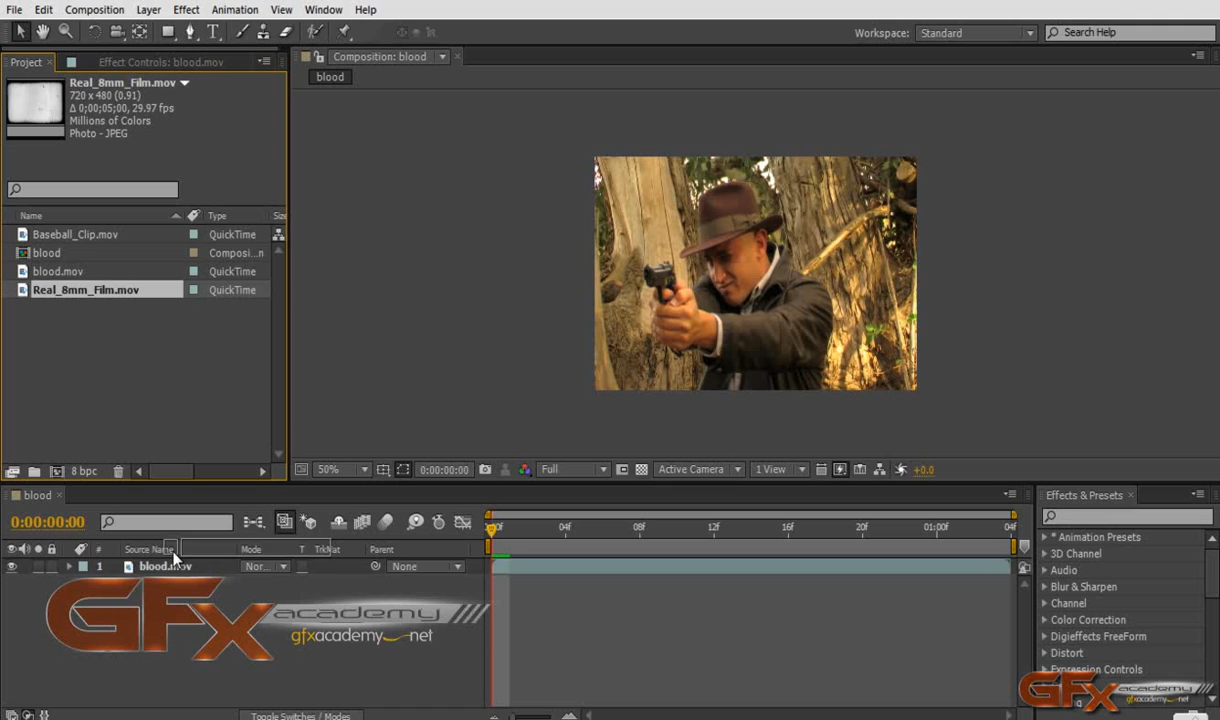 File Edit Composition Layer Effect Animation View Window Help
Workspace: Standard Search Help
Project × Effect Controls: blood.mov
Composition: blood ×
blood
Real_8mm_Film.mov
720 x 480 (0.91)
Δ 0;00;05;00, 29.97 fps
Millions of Colors
Photo - JPEG
Name Type Size
Baseball_Clip.mov QuickTime
blood Composi...n
blood.mov QuickTime
Real_8mm_Film.mov QuickTime
8 bpc
50% 0:00:00:00 Full Active Camera 1 View +0.0
blood ×
0:00:00:00
:00f 04f 08f 12f 16f 20f 01:00f 04f
# Source Name Mode T TrkMat Parent
1 blood.mov Nor... None
Toggle Switches / Modes
Effects & Presets ×
* Animation Presets
3D Channel
Audio
Blur & Sharpen
Channel
Color Correction
Digieffects FreeForm
Distort
Expression Controls
GFx academy
gfxacademy.net
GFx academy